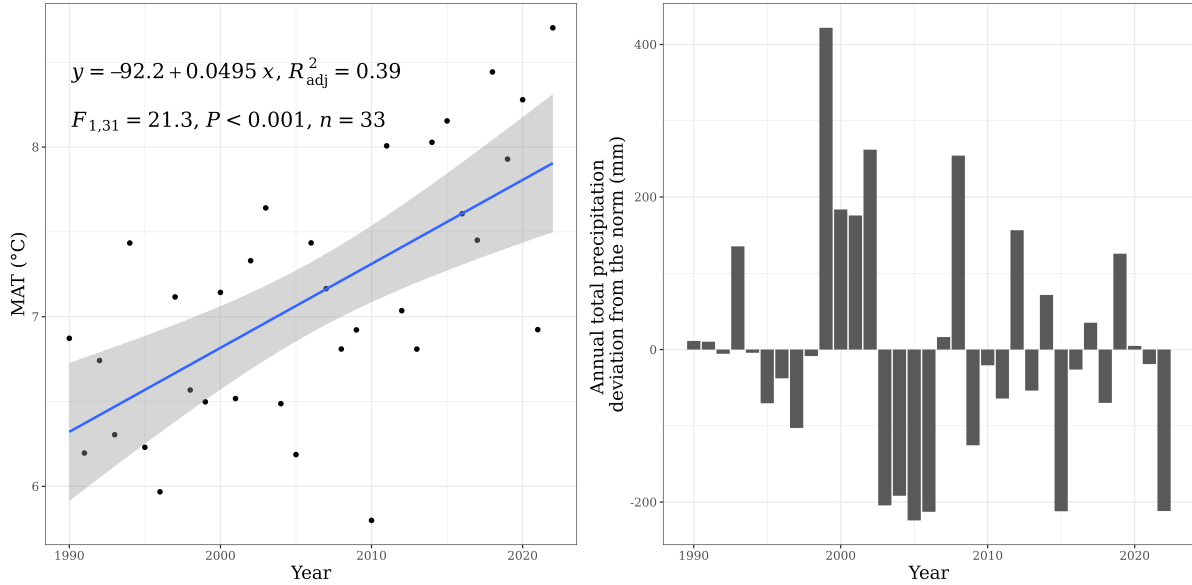 y = –92.2 + 0.0495 x, R²adj = 0.39
F1,31 = 21.3, P < 0.001, n = 33
MAT (°C)
8
7
6
1990 2000 2010 2020
Year
Annual total precipitation
deviation from the norm (mm)
400
200
0
-200
1990 2000 2010 2020
Year